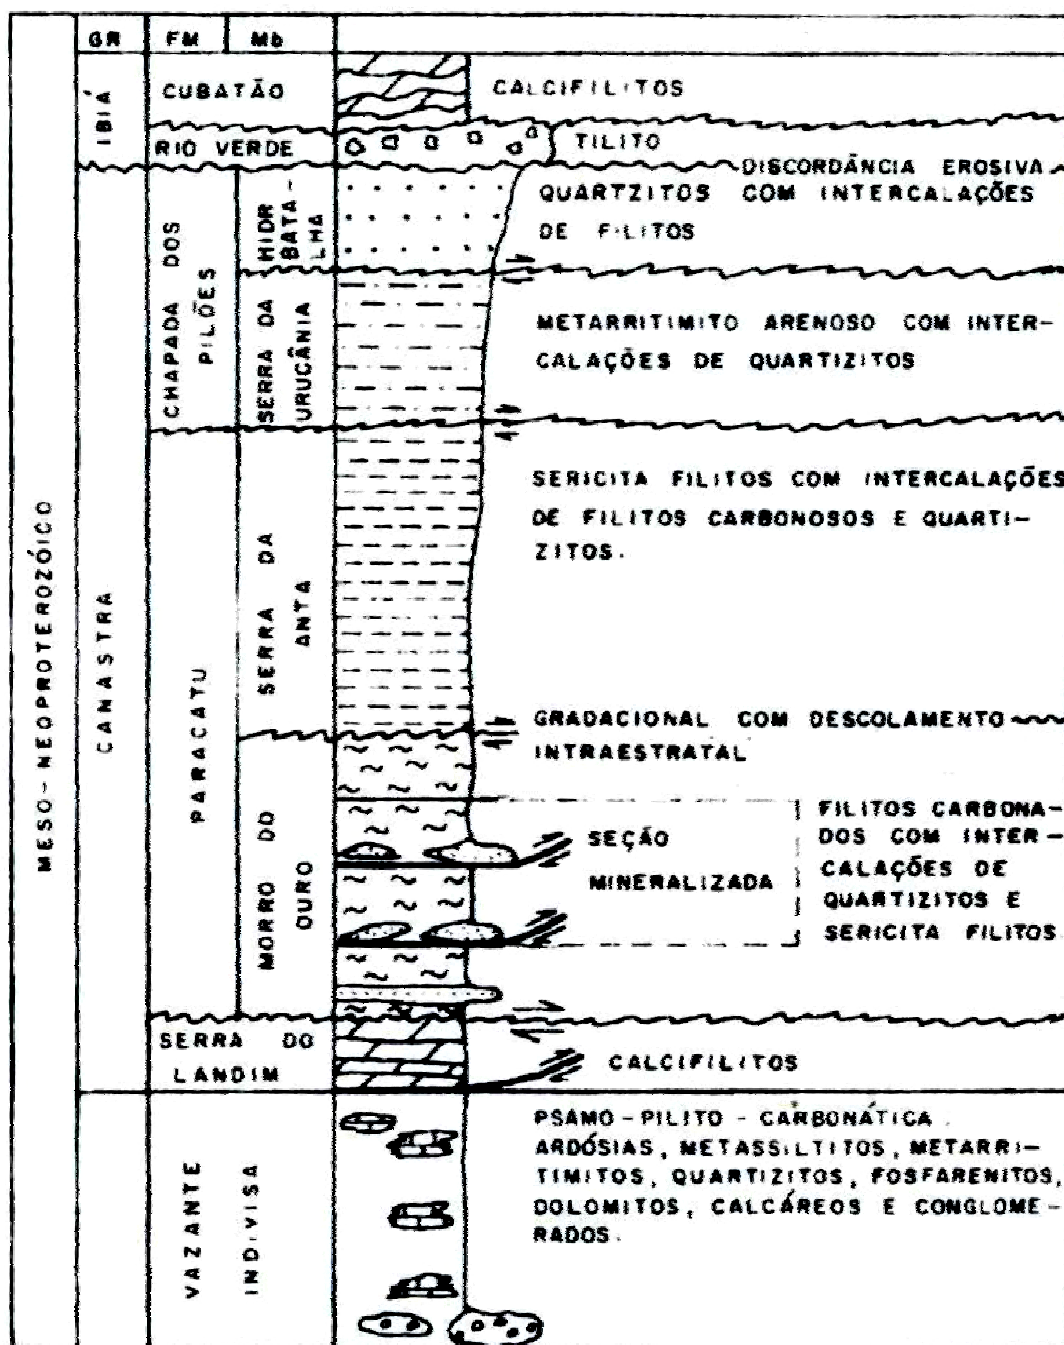 GR FM Mb
IBIÁ
CUBATÃO
CALCIFILITOS
RIO VERDE
TILITO
DISCORDÂNCIA EROSIVA
MESO-NEOPROTEROZÓICO
CANASTRA
CHAPADA DOS
PILÕES
HIDR
BATA-
LHA
QUARTZITOS COM INTERCALAÇÕES
DE FILITOS
SERRA DA
URUCÂNIA
METARRITIMITO ARENOSO COM INTER-
CALAÇÕES DE QUARTIZITOS
PARACATU
SERRA DA
ANTA
SERICITA FILITOS COM INTERCALAÇÕES
DE FILITOS CARBONOSOS E QUARTI-
ZITOS.
GRADACIONAL COM DESCOLAMENTO
INTRAESTRATAL
MORRO DO
OURO
SEÇÃO
MINERALIZADA
FILITOS CARBONA-
DOS COM INTER-
CALAÇÕES DE
QUARTIZITOS E
SERICITA FILITOS
SERRA DO
LANDIM
CALCIFILITOS
VAZANTE
INDIVISA
PSAMO-PILITO-CARBONÁTICA.
ARDÓSIAS, METASSILTITOS, METARRI-
TIMITOS, QUARTIZITOS, FOSFARENITOS,
DOLOMITOS, CALCÁREOS E CONGLOME-
RADOS.